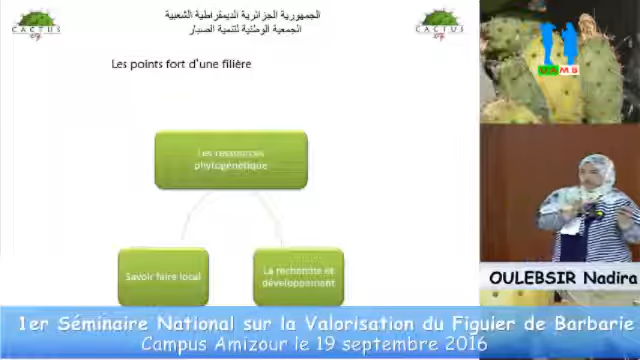 الجمهورية الجزائرية الديمقراطية الشعبية
الجمعية الوطنية لتنمية الصبار
CACTUS
CACTUS
Les points fort d'une filière
Les ressources
phytogénétique
Savoir faire local
La recherche et
développement
OULEBSIR Nadira
1er Séminaire National sur la Valorisation du Figuier de Barbarie
Campus Amizour le 19 septembre 2016